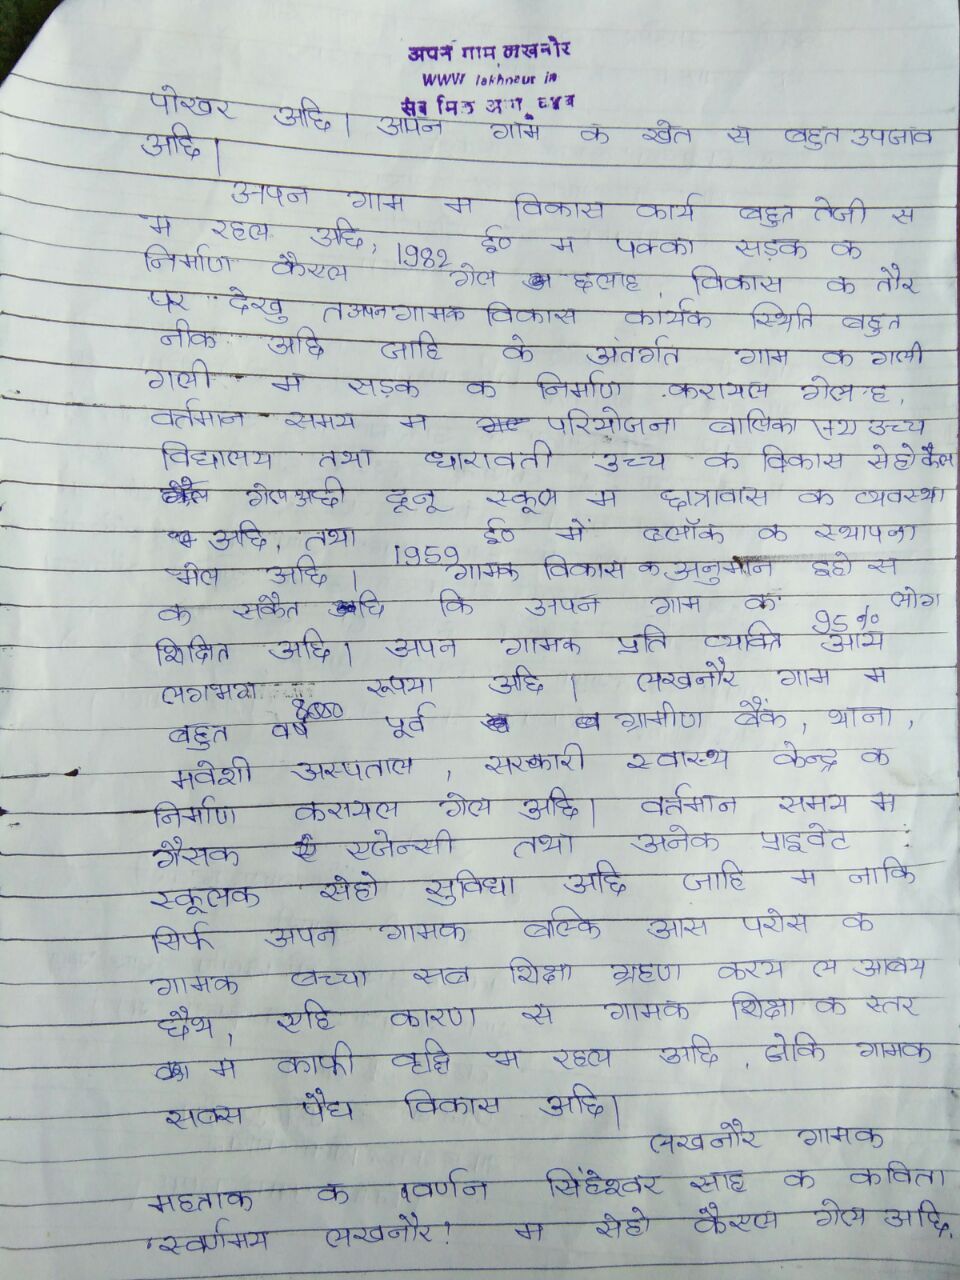 अपन गाम लखनोर
WWW lakhnaur in
सब मिल
पोखर अछि। अपन गाम क खेत स बहुत उपजाव
अछि।
अपन गाम म विकास कार्य बहुत तेजी स
भ रहल अछि, 1982 ई० म पक्का सड़क क
निर्माण कैएल गेल छलाह, विकास क तौर
पर देखु त अपन गामक विकास कार्यक स्थिति बहुत
नीक अछि जाहि के अंतर्गत गाम क गली
गली म सड़क क निर्माण करायल गेल ह,
वर्तमान समय म परियोजना बालिका उच्च
विद्यालय तथा धारावती उच्च क विकास सेहो कैल
गेल अछी दूनू स्कूल म छात्रावास क व्यवस्था
अछि, तथा 1959 ई० में ब्लॉक क स्थापना
भेल अछि। गामक विकास क अनुमान इहो स
क संकेत अछि कि अपन गाम क 95% लोग
शिक्षित अछि। अपन गामक प्रति व्यक्ति आय
लगभग 8000 रूपया अछि। लखनौर गाम म
बहुत वर्ष पूर्व ग्रामीण बैंक, थाना,
मवेशी अस्पताल, सरकारी स्वास्थ केन्द्र क
निर्माण करायल गेल अछि। वर्तमान समय म
गैसक एजेन्सी तथा अनेक प्राइवेट
स्कूलक सेहो सुविधा अछि जाहि म नाकि
सिर्फ अपन गामक बल्कि आस परोस क
गामक बच्चा सब शिक्षा ग्रहण करय ल आबय
छैथ, एहि कारण स गामक शिक्षा क स्तर
म काफी वृद्धि भ रहल अछि, जोकि गामक
सबस पैघ विकास अछि।
लखनौर गामक
महताक क वर्णन सिंहेश्वर साह क कविता
'स्वर्णमय लखनौर' म सेहो कैएल गेल अछि,